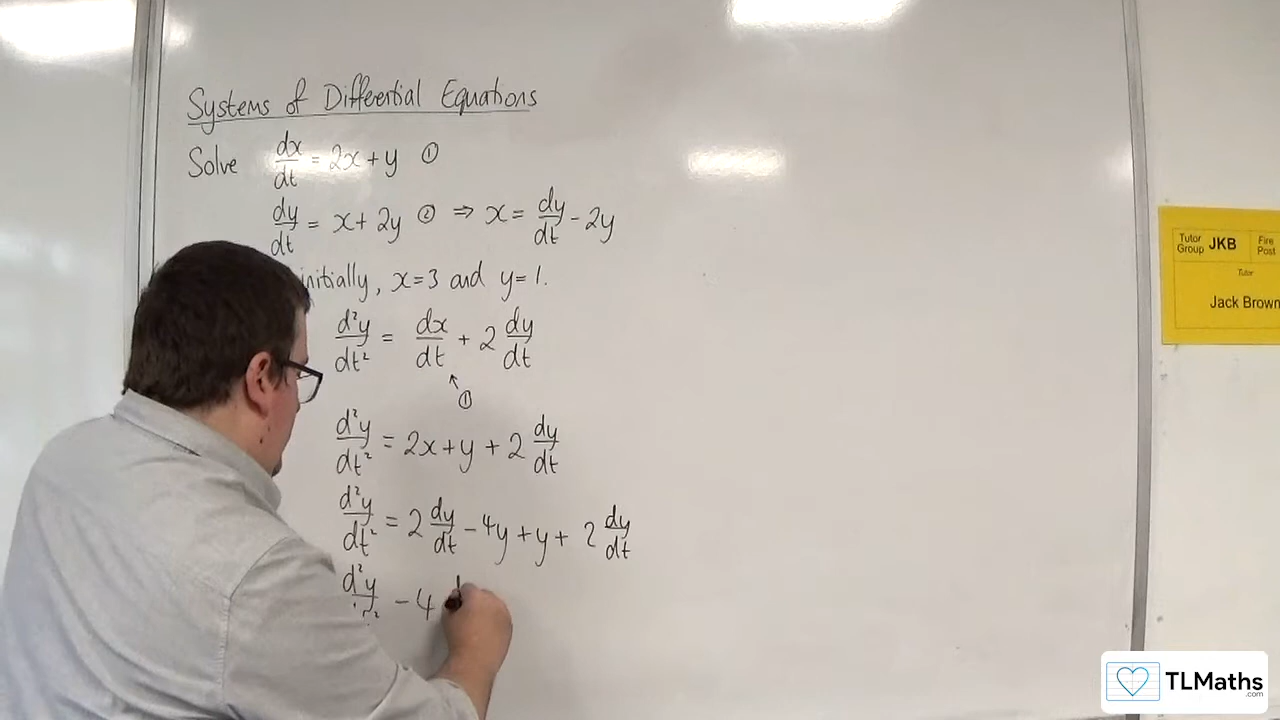 Systems of Differential Equations
Solve dx/dt = 2x + y ①
dy/dt = x + 2y ② ⇒ x = dy/dt - 2y
initially, x=3 and y=1.
d²y/dt² = dx/dt + 2 dy/dt
↖
①
d²y/dt² = 2x + y + 2 dy/dt
d²y/dt² = 2 dy/dt - 4y + y + 2 dy/dt
d²y/dt² - 4
Tutor Group JKB Fire Post
Tutor
Jack Brown
TLMaths
.com